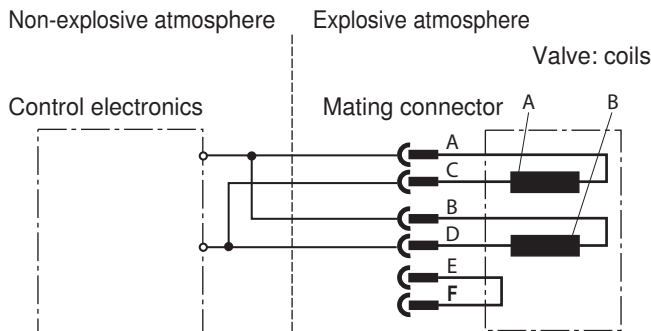 Non-explosive atmosphere
Explosive atmosphere
Valve: coils
Control electronics
Mating connector
A
B
A
C
B
D
E
F